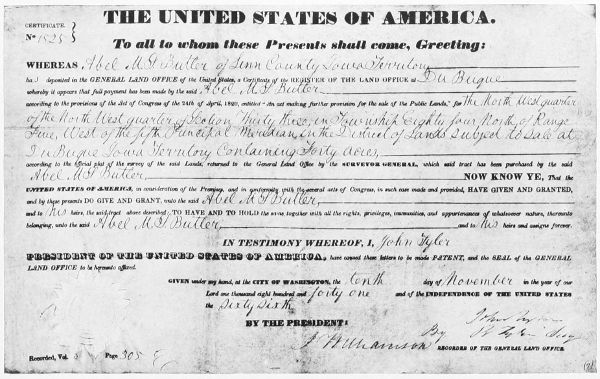 THE UNITED STATES OF AMERICA.
CERTIFICATE.
No 1525
To all to whom these Presents shall come, Greeting:
WHEREAS Abel M. Butler of Linn County Iowa Territory
has deposited in the GENERAL LAND OFFICE of the United States, a Certificate of the REGISTER OF THE LAND OFFICE at Du Buque
whereby it appears that full payment has been made by the said Abel Butler
according to the provisions of the Act of Congress of the 24th of April, 1820, entitled "An act making further provision for the sale of the Public Lands," for the North West quarter
of the North West quarter of Section Thirty three, in Township Eighty four North, of Range
Five, West of the fifth Principal Meridian, in the District of Lands subject to sale at
Du Buque Iowa Territory Containing Forty Acres,
according to the official plat of the survey of the said Lands, returned to the General Land Office by the SURVEYOR GENERAL, which said tract has been purchased by the said
Abel Butler NOW KNOW YE, That the
UNITED STATES OF AMERICA, in consideration of the Premises, and in conformity with the several acts of Congress, in such case made and provided, HAVE GIVEN AND GRANTED,
and by these presents DO GIVE AND GRANT, unto the said Abel Butler
and to his heirs, the said tract above described; TO HAVE AND TO HOLD the same, together with all the rights, privileges, immunities, and appurtenances of whatsoever nature, thereunto
belonging, unto the said Abel Butler and to his heirs and assigns forever.
IN TESTIMONY WHEREOF, I, John Tyler
PRESIDENT OF THE UNITED STATES OF AMERICA, have caused these letters to be made PATENT, and the SEAL of the GENERAL
LAND OFFICE to be hereunto affixed.
GIVEN under my hand, at the CITY OF WASHINGTON, the tenth day of November in the year of our
Lord one thousand eight hundred and forty one and of the INDEPENDENCE OF THE UNITED STATES
the Sixty Sixth
BY THE PRESIDENT: John Tyler
By Tyler Secy
Williamson RECORDER OF THE GENERAL LAND OFFICE.
Recorded, Vol. Page 305